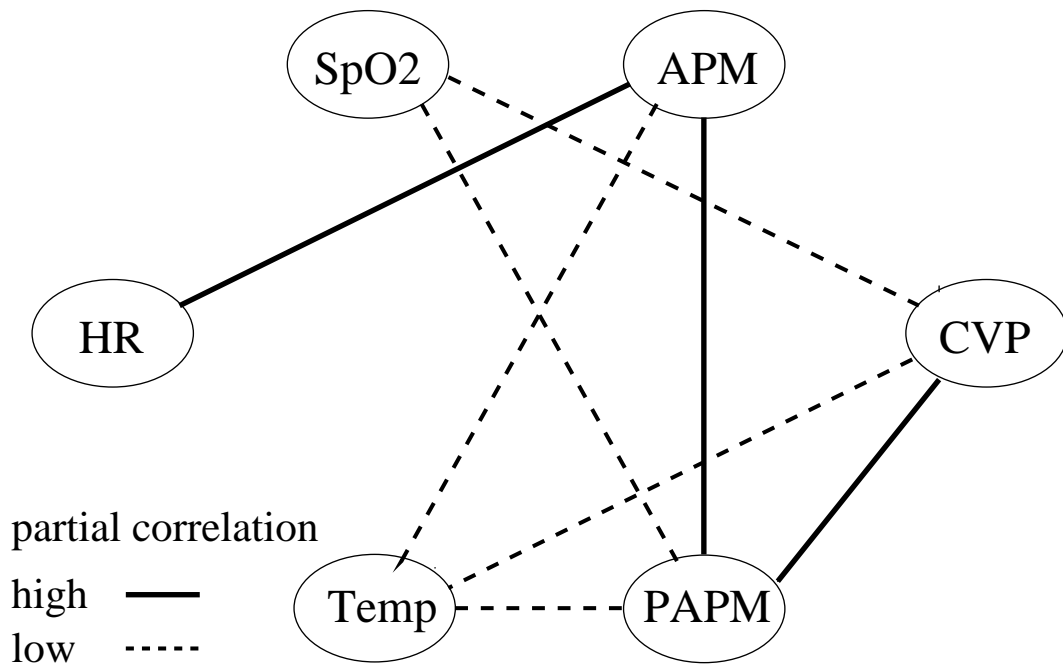 SpO2
APM
HR
CVP
partial correlation
high
low
Temp
PAPM